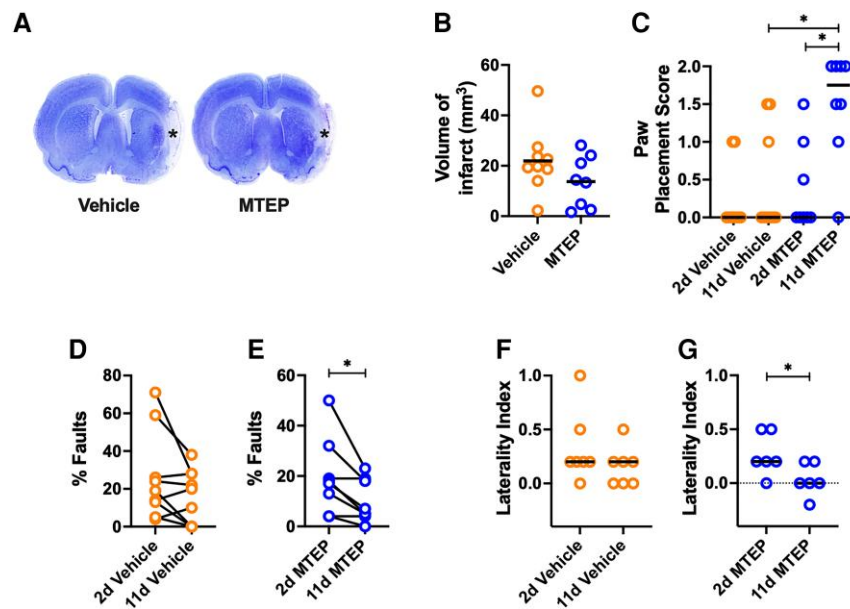 A
*
*
Vehicle
MTEP
B
Volume of
infarct (mm³)
60
40
20
0
Vehicle
MTEP
C
*
*
Paw
Placement Score
2.0
1.5
1.0
0.5
0.0
2d Vehicle
11d Vehicle
2d MTEP
11d MTEP
D
% Faults
80
60
40
20
0
2d Vehicle
11d Vehicle
E
*
% Faults
60
40
20
0
2d MTEP
11d MTEP
F
Laterality Index
1.0
0.5
0.0
2d Vehicle
11d Vehicle
G
*
Laterality Index
1.0
0.5
0.0
2d MTEP
11d MTEP